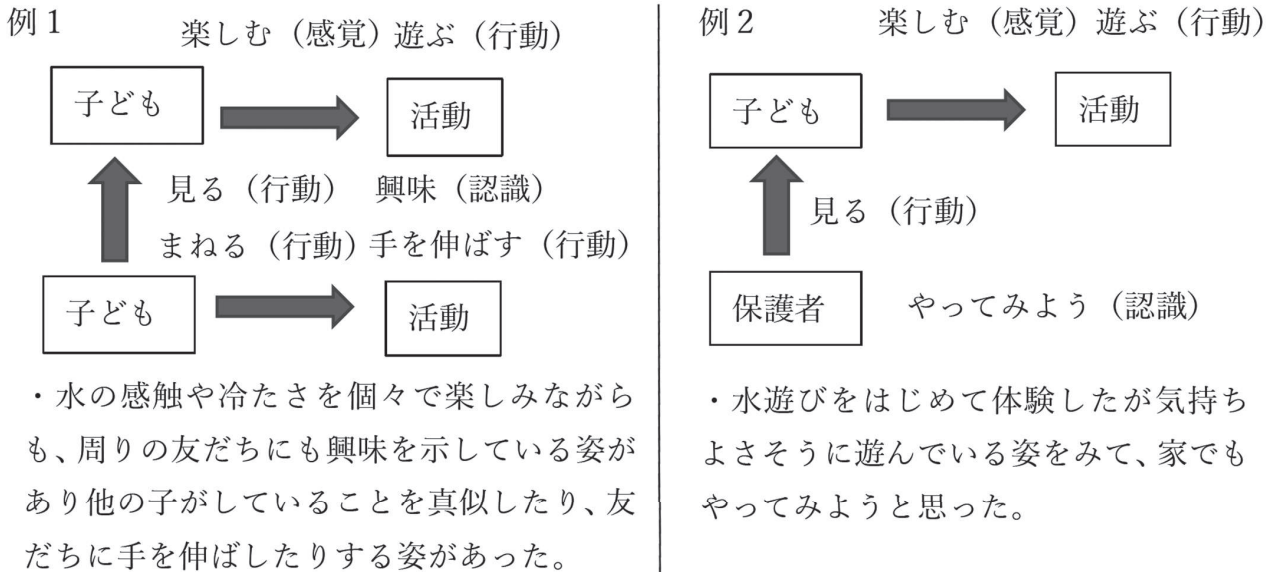 例1
楽しむ（感覚）遊ぶ（行動）
子ども
活動
見る（行動） 興味（認識）
まねる（行動）手を伸ばす（行動）
子ども
活動
・水の感触や冷たさを個々で楽しみながら
も、周りの友だちにも興味を示している姿が
あり他の子がしていることを真似したり、友
だちに手を伸ばしたりする姿があった。
例2
楽しむ（感覚）遊ぶ（行動）
子ども
活動
見る（行動）
保護者
やってみよう（認識）
・水遊びをはじめて体験したが気持ち
よさそうに遊んでいる姿をみて、家でも
やってみようと思った。